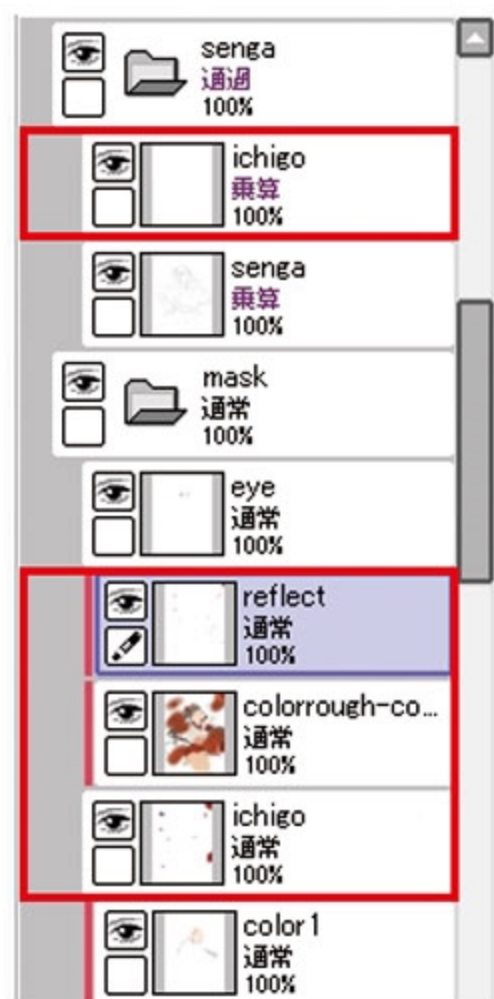 senga
通過
100%
ichigo
乗算
100%
senga
乗算
100%
mask
通常
100%
eye
通常
100%
reflect
通常
100%
colorrough-co...
通常
100%
ichigo
通常
100%
color1
通常
100%